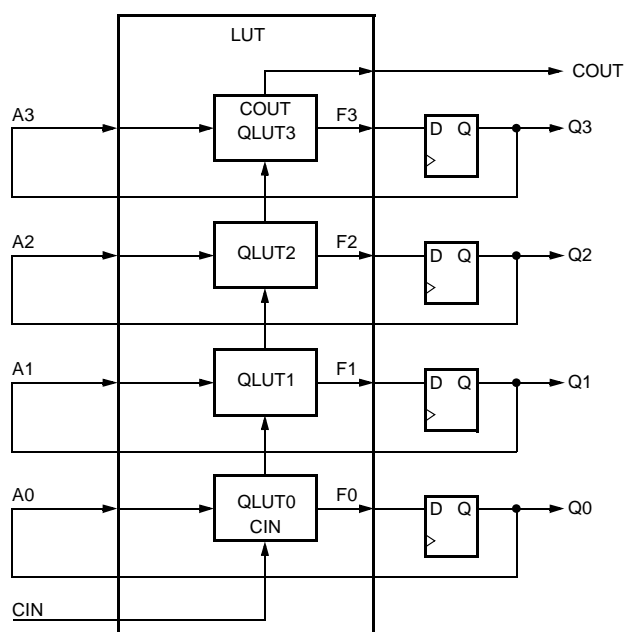 LUT
COUT
A3
COUT
QLUT3
F3
D Q
Q3
A2
QLUT2
F2
D Q
Q2
A1
QLUT1
F1
D Q
Q1
A0
QLUT0
CIN
F0
D Q
Q0
CIN